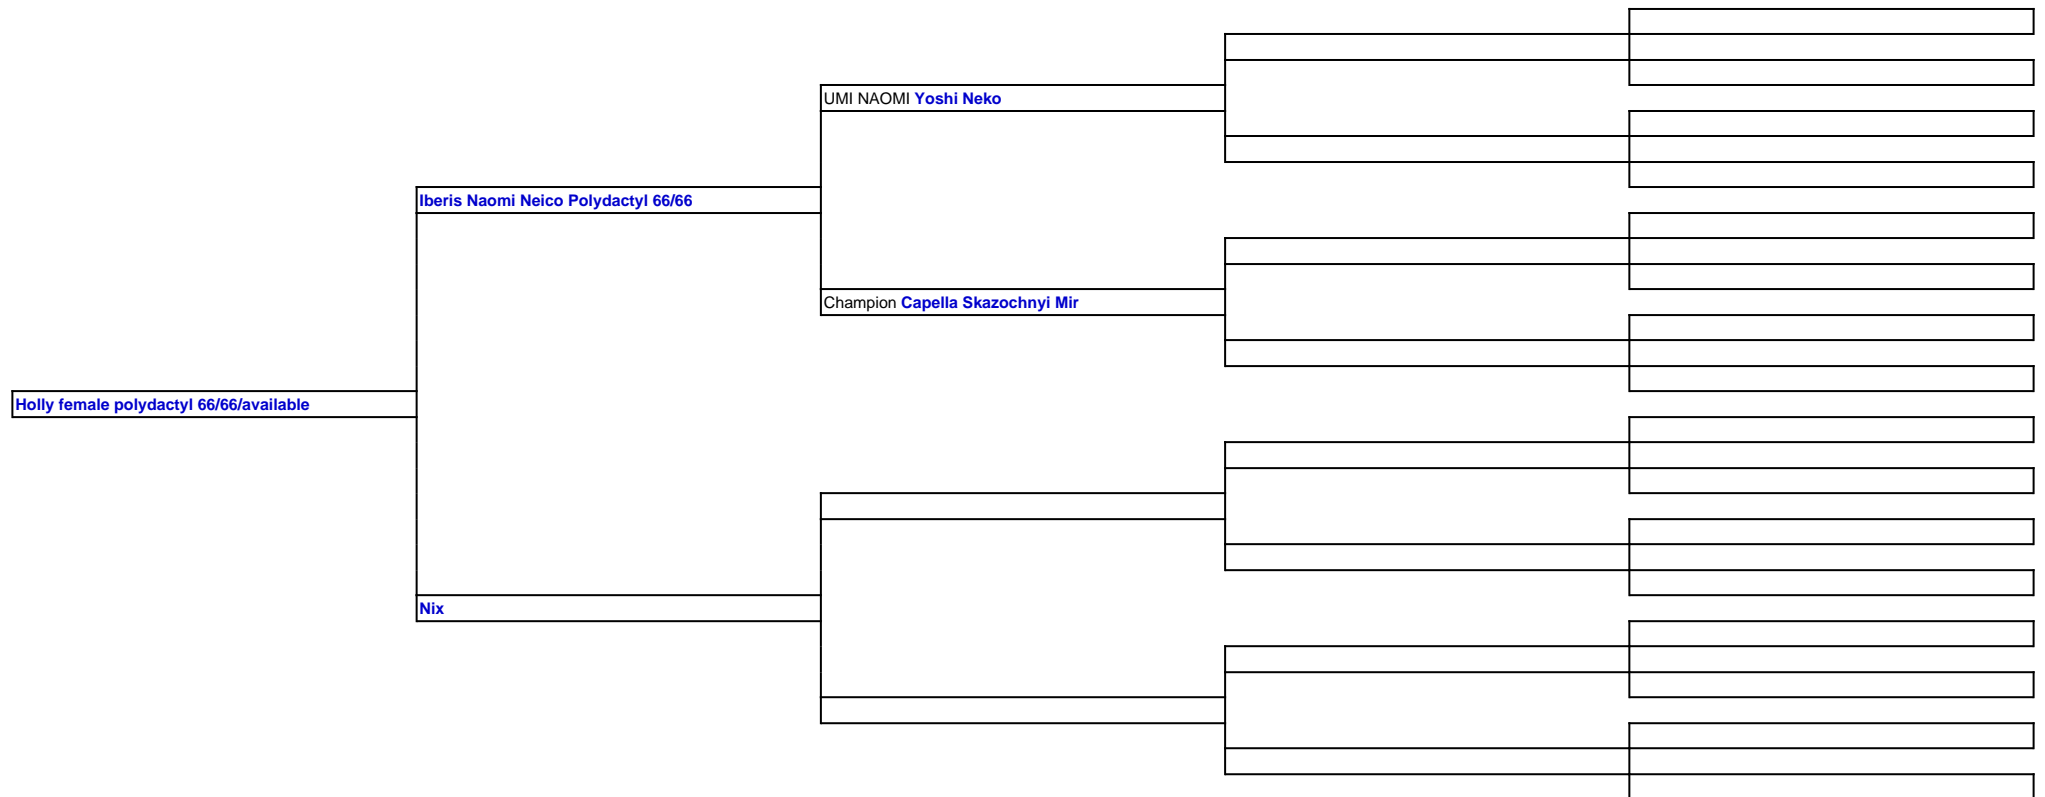 UMI NAOMI Yoshi Neko
Iberis Naomi Neico Polydactyl 66/66
Champion Capella Skazochnyi Mir
Holly female polydactyl 66/66/available
Nix